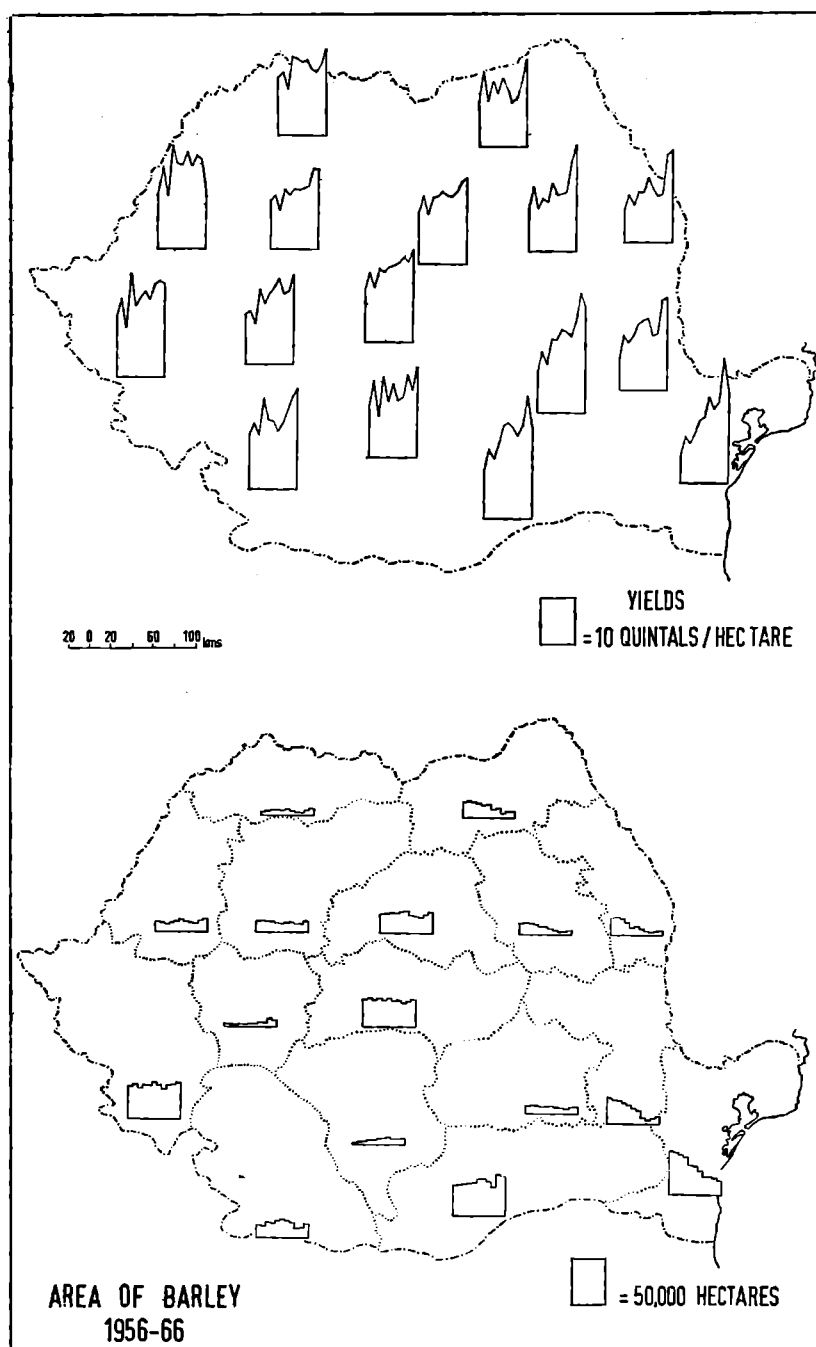 YIELDS
= 10 QUINTALS / HECTARE
20 0 20 60 100 kms
= 50,000 HECTARES
AREA OF BARLEY
1956-66